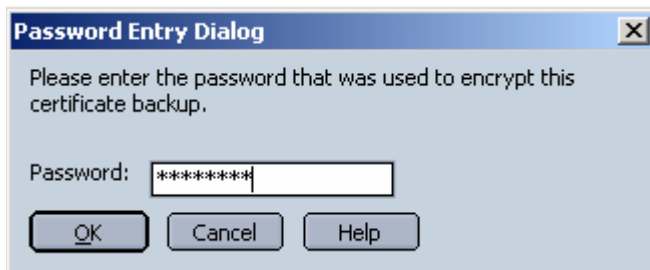 Password Entry Dialog
Please enter the password that was used to encrypt this
certificate backup.
Password: ********
OK Cancel Help